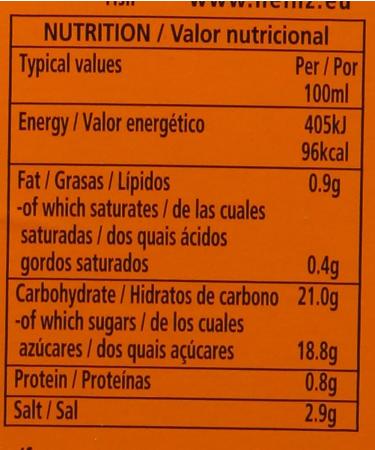 NUTRITION / Valor nutricional
Typical values Per / Por
100ml
Energy / Valor energético 405kJ
96kcal
Fat / Grasas / Lípidos 0.9g
-of which saturates / de las cuales
saturadas / dos quais ácidos
gordos saturados 0.4g
Carbohydrate / Hidratos de carbono 21.0g
-of which sugars / de los cuales
azúcares / dos quais açúcares 18.8g
Protein / Proteínas 0.8g
Salt / Sal 2.9g